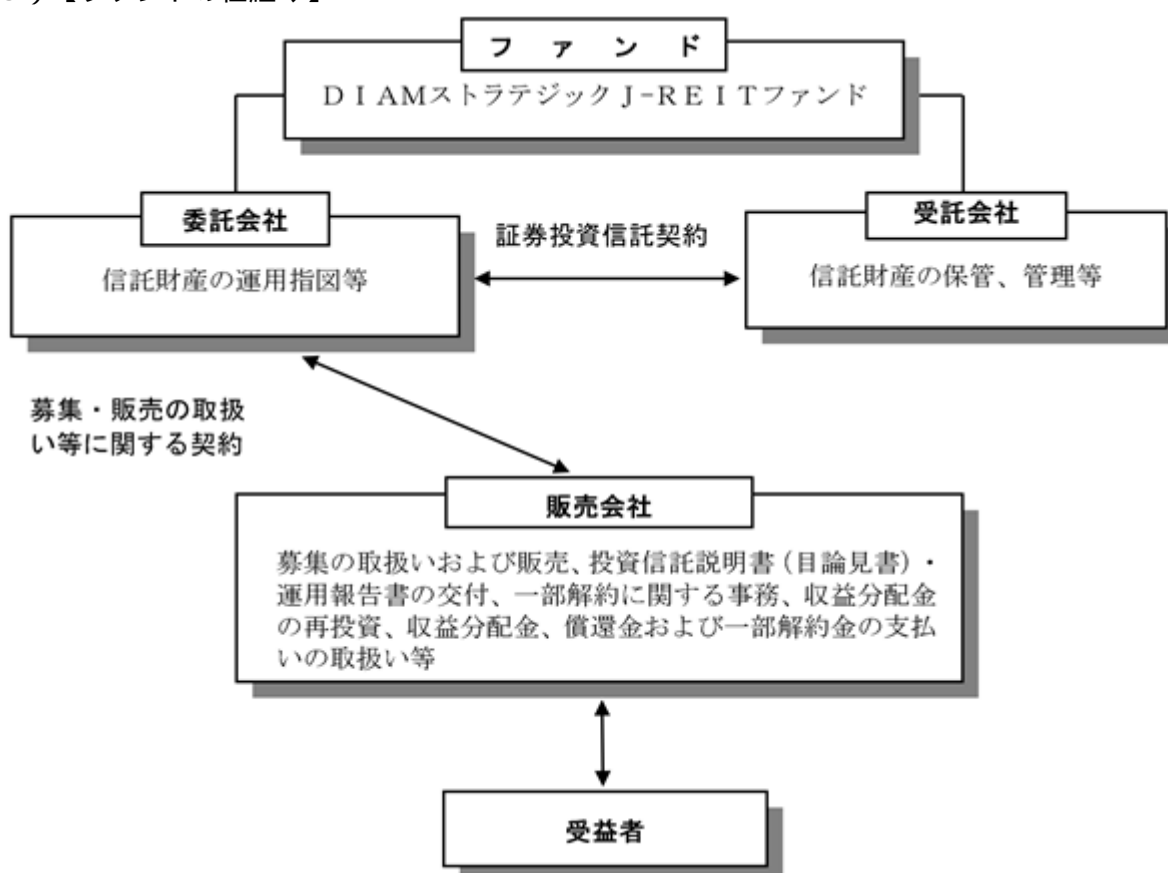 ファンド
DIAMストラテジックJ-REITファンド
委託会社
受託会社
証券投資信託契約
信託財産の運用指図等
信託財産の保管、管理等
募集・販売の取扱
い等に関する契約
販売会社
募集の取扱いおよび販売、投資信託説明書(目論見書)・
運用報告書の交付、一部解約に関する事務、収益分配金
の再投資、収益分配金、償還金および一部解約金の支払
いの取扱い等
受益者